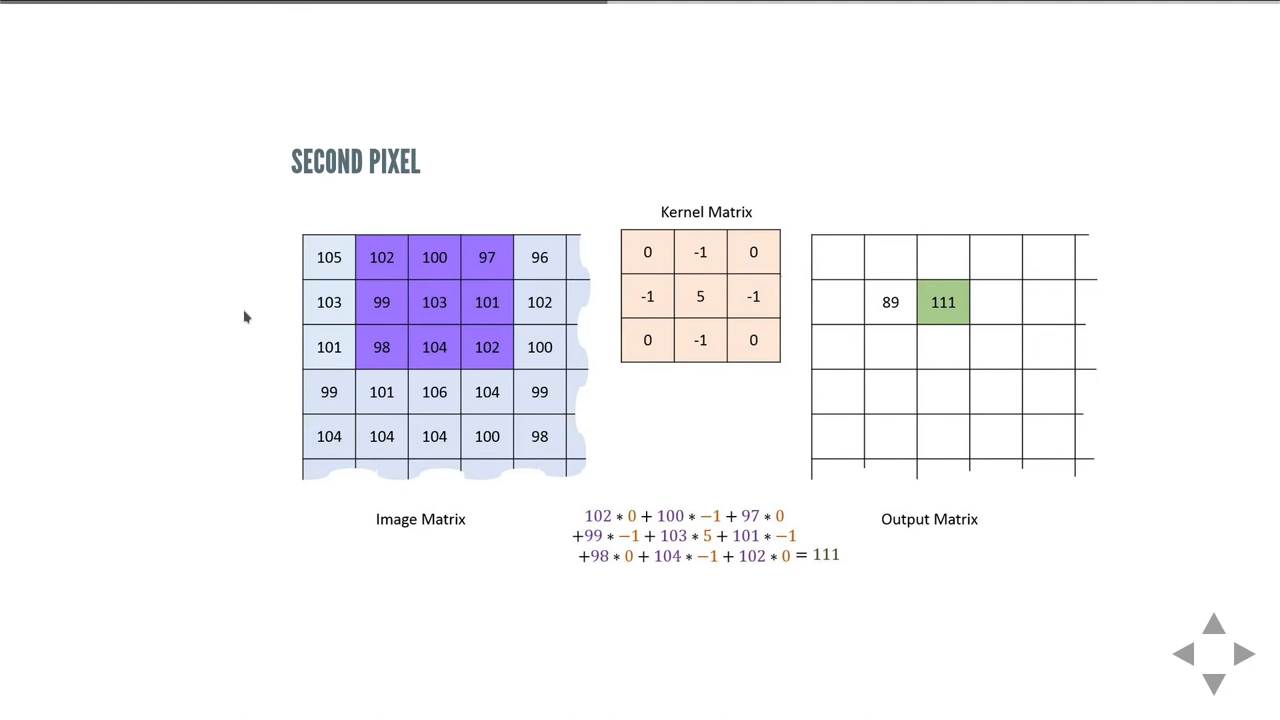 SECOND PIXEL
Kernel Matrix
105 102 100 97 96
103 99 103 101 102
101 98 104 102 100
99 101 106 104 99
104 104 104 100 98
0 -1 0
-1 5 -1
0 -1 0
89 111
Image Matrix
Output Matrix
102 * 0 + 100 * −1 + 97 * 0
+99 * −1 + 103 * 5 + 101 * −1
+98 * 0 + 104 * −1 + 102 * 0 = 111